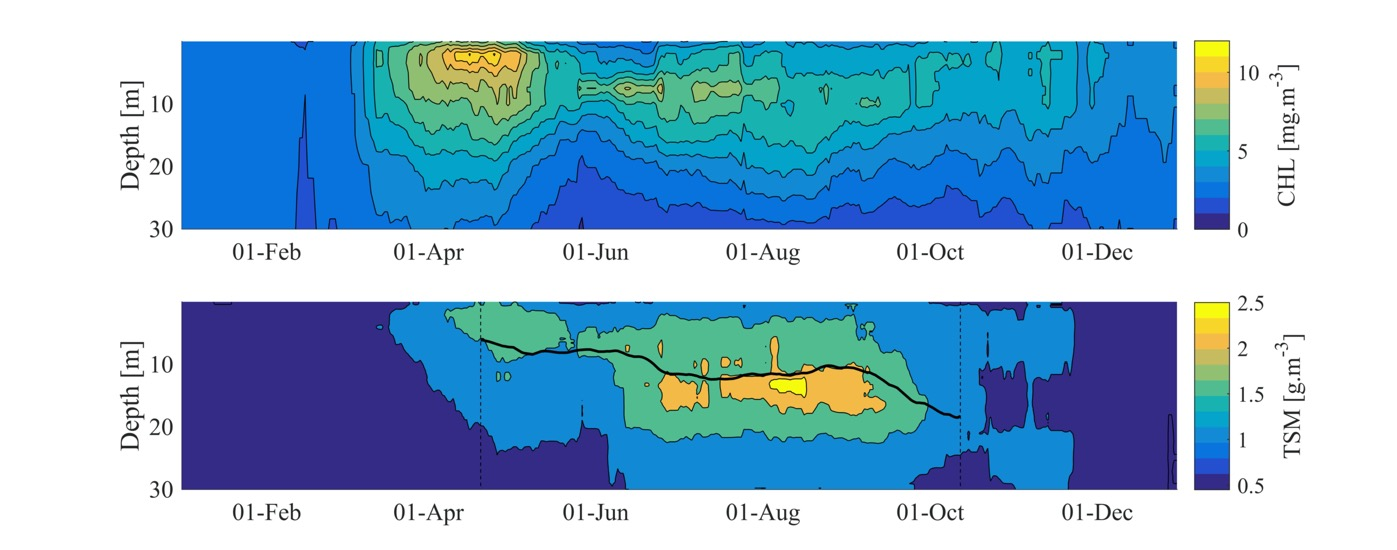 Depth [m]
10
20
30
01-Feb
01-Apr
01-Jun
01-Aug
01-Oct
01-Dec
10
5
0
CHL [mg.m-3]
Depth [m]
10
20
30
01-Feb
01-Apr
01-Jun
01-Aug
01-Oct
01-Dec
2.5
2
1.5
1
0.5
TSM [g.m-3]